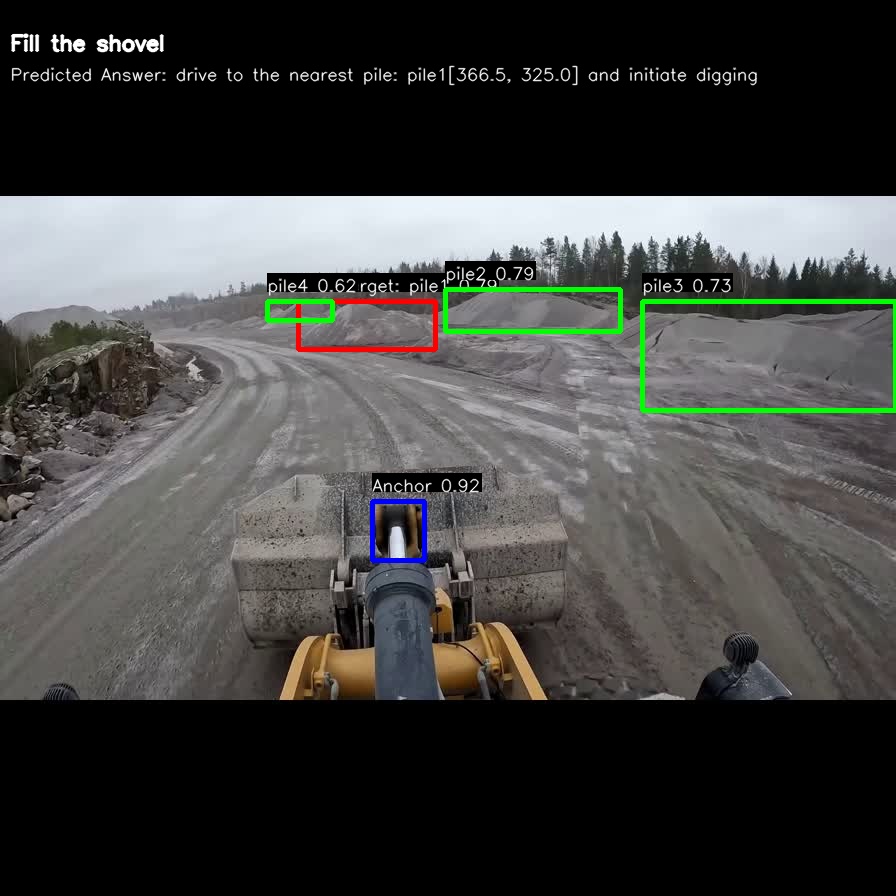 Fill the shovel
Predicted Answer: drive to the nearest pile: pile1[366.5, 325.0] and initiate digging
pile2 0.79
pile4 0.62
rget: pile1 0.79
pile3 0.73
Anchor 0.92